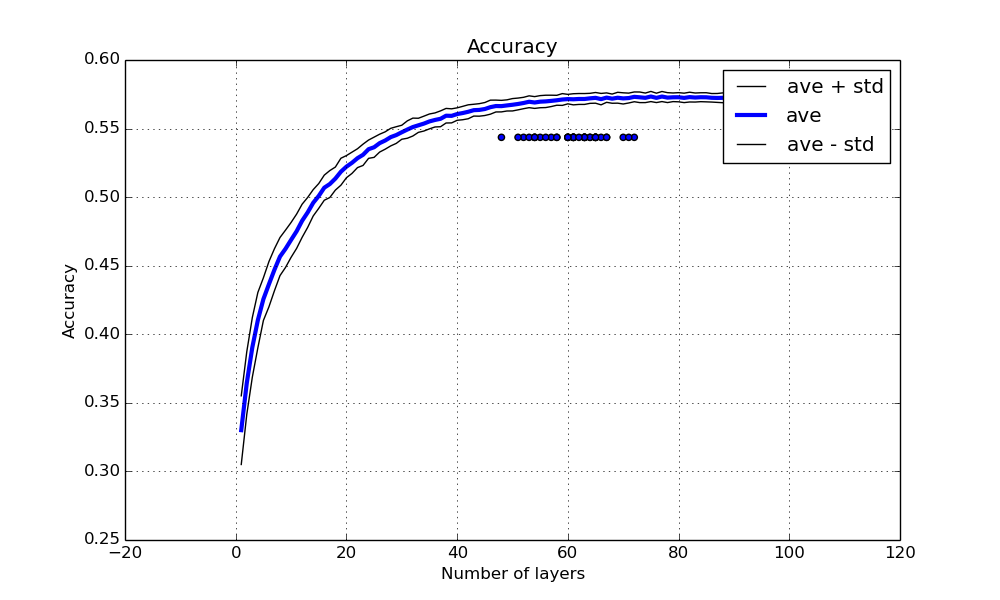 Accuracy
0.60
ave + std
ave
ave - std
0.55
0.50
0.45
0.40
0.35
0.30
0.25
Accuracy
−20 0 20 40 60 80 100 120
Number of layers